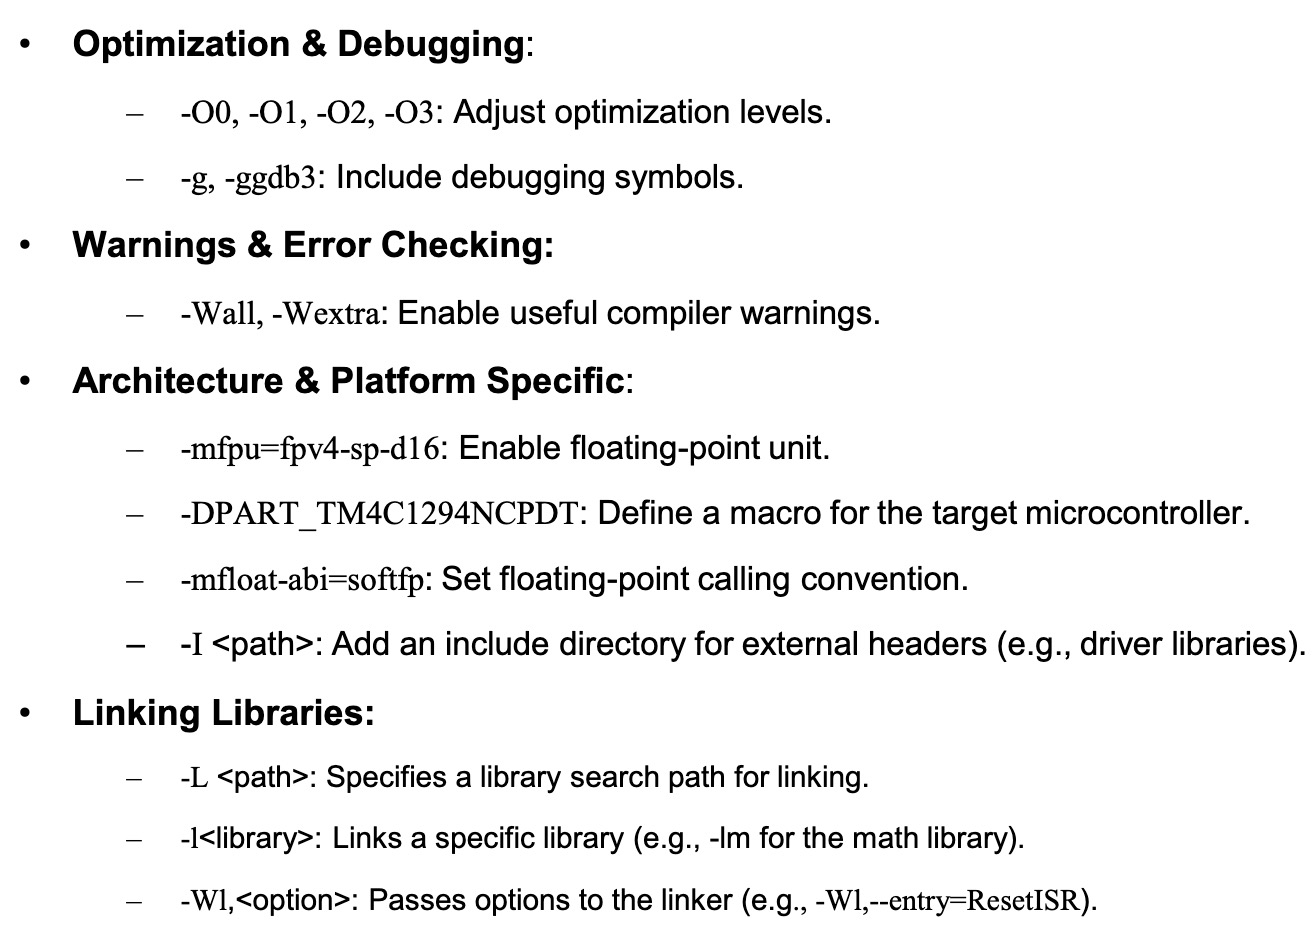 • Optimization & Debugging:
– -O0, -O1, -O2, -O3: Adjust optimization levels.
– -g, -ggdb3: Include debugging symbols.
• Warnings & Error Checking:
– -Wall, -Wextra: Enable useful compiler warnings.
• Architecture & Platform Specific:
– -mfpu=fpv4-sp-d16: Enable floating-point unit.
– -DPART_TM4C1294NCPDT: Define a macro for the target microcontroller.
– -mfloat-abi=softfp: Set floating-point calling convention.
– -I <path>: Add an include directory for external headers (e.g., driver libraries).
• Linking Libraries:
– -L <path>: Specifies a library search path for linking.
– -l<library>: Links a specific library (e.g., -lm for the math library).
– -Wl,<option>: Passes options to the linker (e.g., -Wl,--entry=ResetISR).